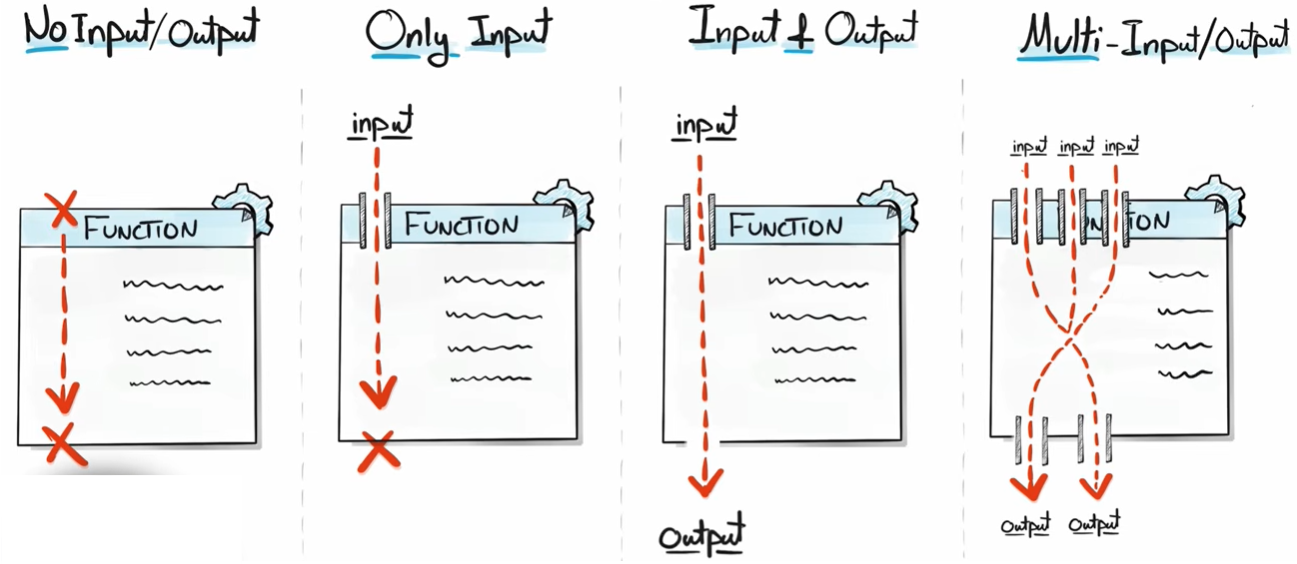 No Input/Output
Only Input
Input & Output
Multi-Input/Output
input
input
input input input
FUNCTION
FUNCTION
FUNCTION
Output
Output Output